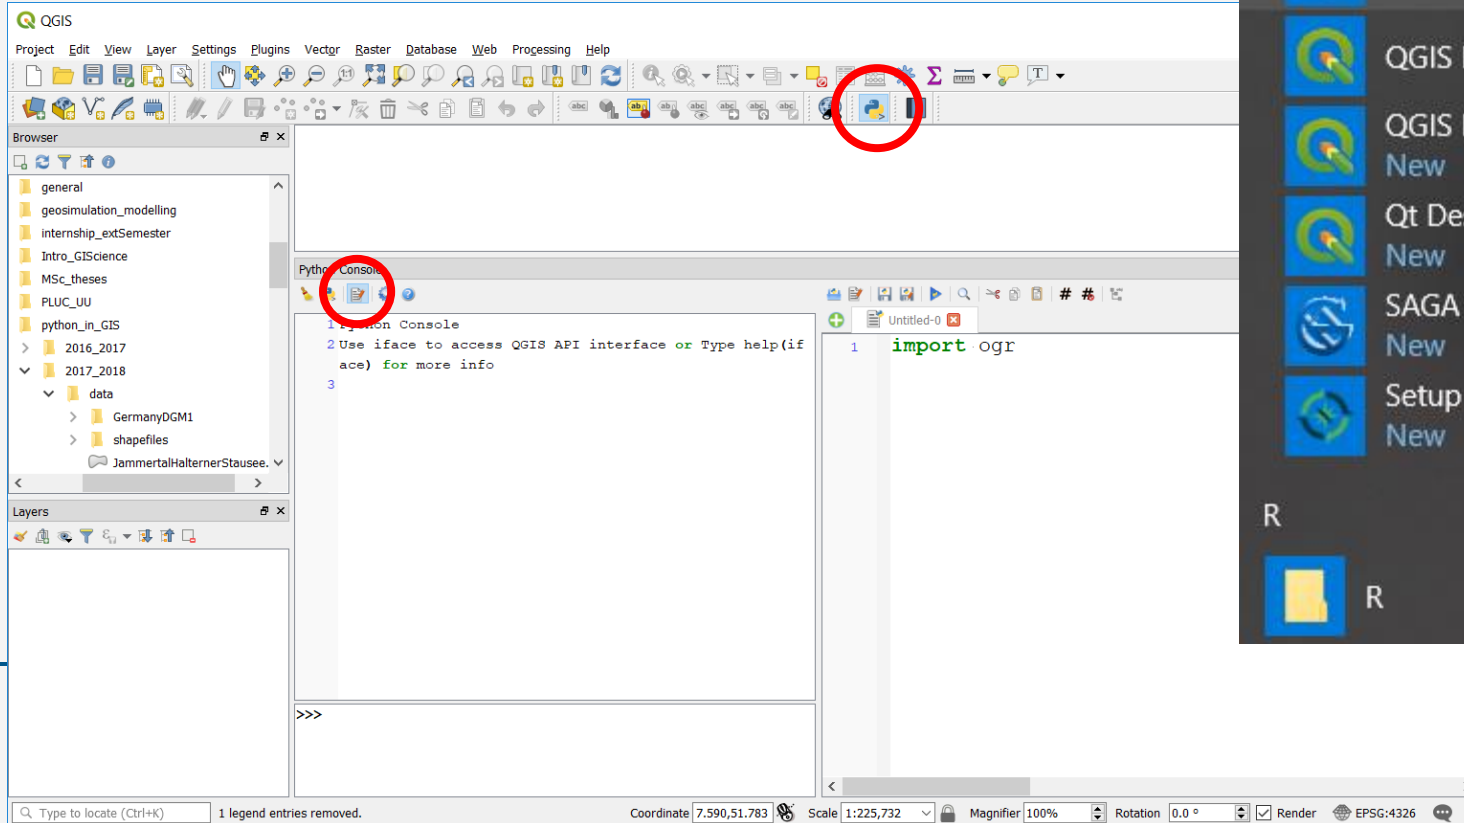 QGIS
Project Edit View Layer Settings Plugins Vector Raster Database Web Processing Help
Browser
general
geosimulation_modelling
internship_extSemester
Intro_GIScience
MSc_theses
PLUC_UU
python_in_GIS
2016_2017
2017_2018
data
GermanyDGM1
shapefiles
JammertalHalternerStausee.
Layers
Python Console
1 Python Console
2 Use iface to access QGIS API interface or Type help(if
ace) for more info
3
>>>
Untitled-0
1 import ogr
Type to locate (Ctrl+K) 1 legend entries removed. Coordinate 7.590,51.783 Scale 1:225,732 Magnifier 100% Rotation 0.0 ° Render EPSG:4326
QGIS
QGIS
New
Qt Des
New
SAGA
New
Setup
New
R
R